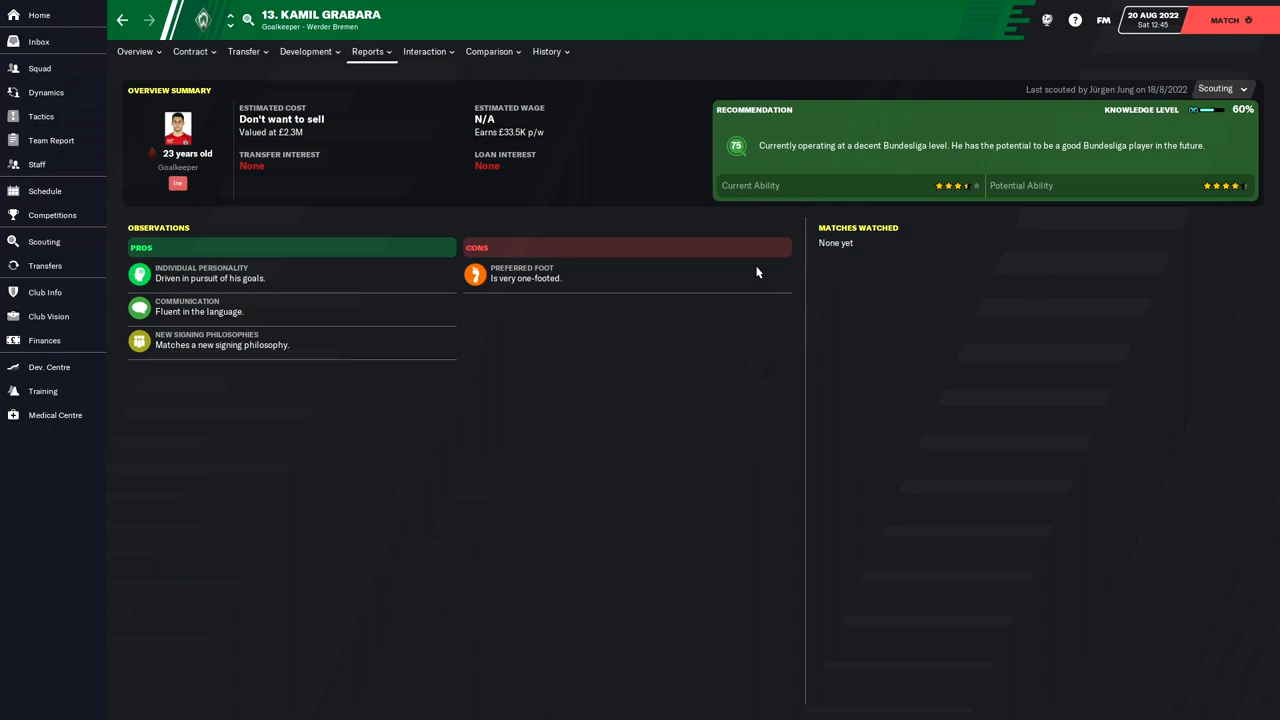 Home
Inbox
Squad
Dynamics
Tactics
Team Report
Staff
Schedule
Competitions
Scouting
Transfers
Club Info
Club Vision
Finances
Dev. Centre
Training
Medical Centre
13. KAMIL GRABARA
Goalkeeper - Werder Bremen
FM
20 AUG 2022
Sat 12:45
MATCH
Overview
Contract
Transfer
Development
Reports
Interaction
Comparison
History
OVERVIEW SUMMARY
Last scouted by Jürgen Jung on 18/8/2022
Scouting
23 years old
Goalkeeper
ESTIMATED COST
Don't want to sell
Valued at £2.3M
TRANSFER INTEREST
None
ESTIMATED WAGE
N/A
Earns £33.5K p/w
LOAN INTEREST
None
RECOMMENDATION
KNOWLEDGE LEVEL 60%
75
Currently operating at a decent Bundesliga level. He has the potential to be a good Bundesliga player in the future.
Current Ability
Potential Ability
OBSERVATIONS
PROS
INDIVIDUAL PERSONALITY
Driven in pursuit of his goals.
COMMUNICATION
Fluent in the language.
NEW SIGNING PHILOSOPHIES
Matches a new signing philosophy.
CONS
PREFERRED FOOT
Is very one-footed.
MATCHES WATCHED
None yet